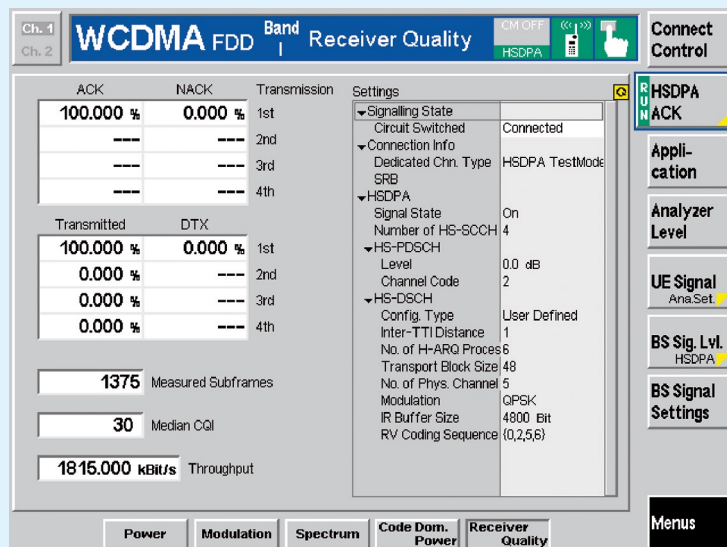 Ch. 1
Ch. 2
WCDMA FDD Band I Receiver Quality
CM OFF
HSDPA
Connect Control
ACK NACK Transmission
100.000 % 0.000 % 1st
--- --- 2nd
--- --- 3rd
--- --- 4th
Transmitted DTX
100.000 % 0.000 % 1st
0.000 % --- 2nd
0.000 % --- 3rd
0.000 % --- 4th
1375 Measured Subframes
30 Median CQI
1815.000 kBit/s Throughput
Settings
Signalling State
Circuit Switched Connected
Connection Info
Dedicated Chn. Type HSDPA TestMode
SRB
HSDPA
Signal State On
Number of HS-SCCH 4
HS-PDSCH
Level 0.0 dB
Channel Code 2
HS-DSCH
Config. Type User Defined
Inter-TTI Distance 1
No. of H-ARQ Proces 6
Transport Block Size 48
No. of Phys. Channel 5
Modulation QPSK
IR Buffer Size 4800 Bit
RV Coding Sequence {0,2,5,6}
RUN
HSDPA
ACK
Appli-
cation
Analyzer
Level
UE Signal
Ana.Set.
BS Sig. Lvl.
HSDPA
BS Signal
Settings
Menus
Power
Modulation
Spectrum
Code Dom.
Power
Receiver
Quality